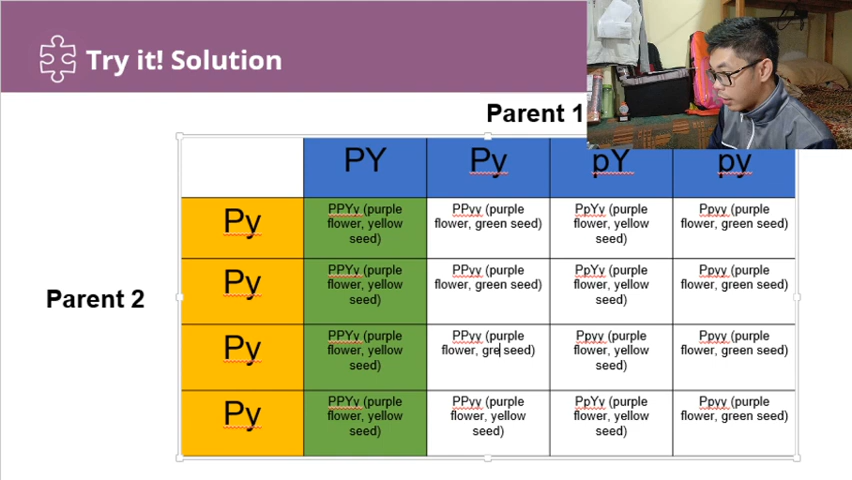 Try it! Solution
Parent 1
PY Py pY py
Py
PPYy (purple
flower, yellow
seed)
PPyy (purple
flower, green seed)
PpYy (purple
flower, yellow
seed)
Ppyy (purple
flower, green seed)
Parent 2
Py
PPYy (purple
flower, yellow
seed)
PPyy (purple
flower, green seed)
PpYy (purple
flower, yellow
seed)
Ppyy (purple
flower, green seed)
Py
PPYy (purple
flower, yellow
seed)
PPyy (purple
flower, gre seed)
Ppyy (purple
flower, yellow
seed)
Ppyy (purple
flower, green seed)
Py
PPYy (purple
flower, yellow
seed)
PPyy (purple
flower, yellow
seed)
PpYy (purple
flower, yellow
seed)
Ppyy (purple
flower, green seed)